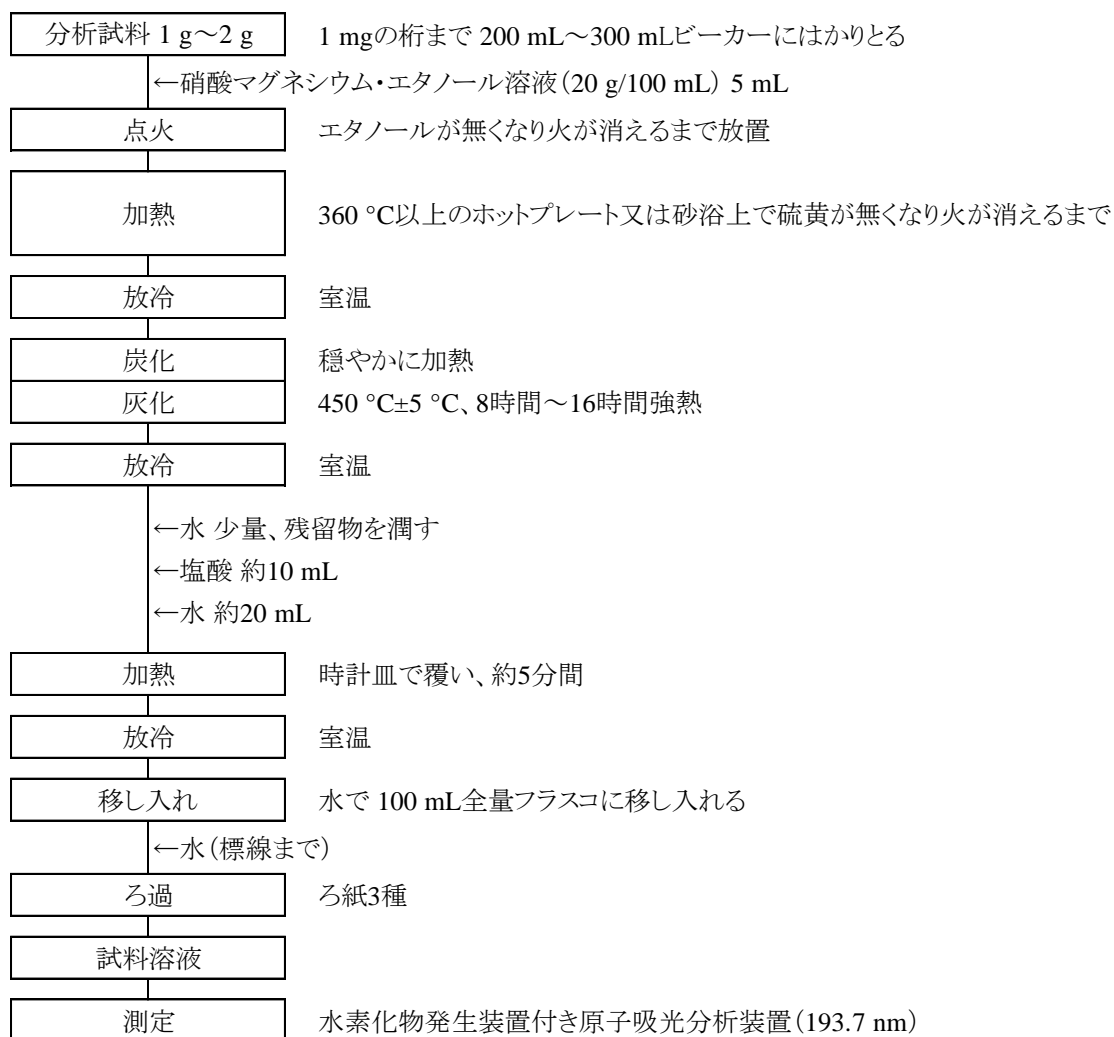 分析試料 1 g～2 g 1 mgの桁まで 200 mL～300 mLビーカーにはかりとる
←硝酸マグネシウム・エタノール溶液（20 g/100 mL） 5 mL
点火 エタノールが無くなり火が消えるまで放置
加熱 360 °C以上のホットプレート又は砂浴上で硫黄が無くなり火が消えるまで
放冷 室温
炭化 穏やかに加熱
灰化 450 °C±5 °C、8時間～16時間強熱
放冷 室温
←水 少量、残留物を潤す
←塩酸 約10 mL
←水 約20 mL
加熱 時計皿で覆い、約5分間
放冷 室温
移し入れ 水で 100 mL全量フラスコに移し入れる
←水（標線まで）
ろ過 ろ紙3種
試料溶液
測定 水素化物発生装置付き原子吸光分析装置（193.7 nm）